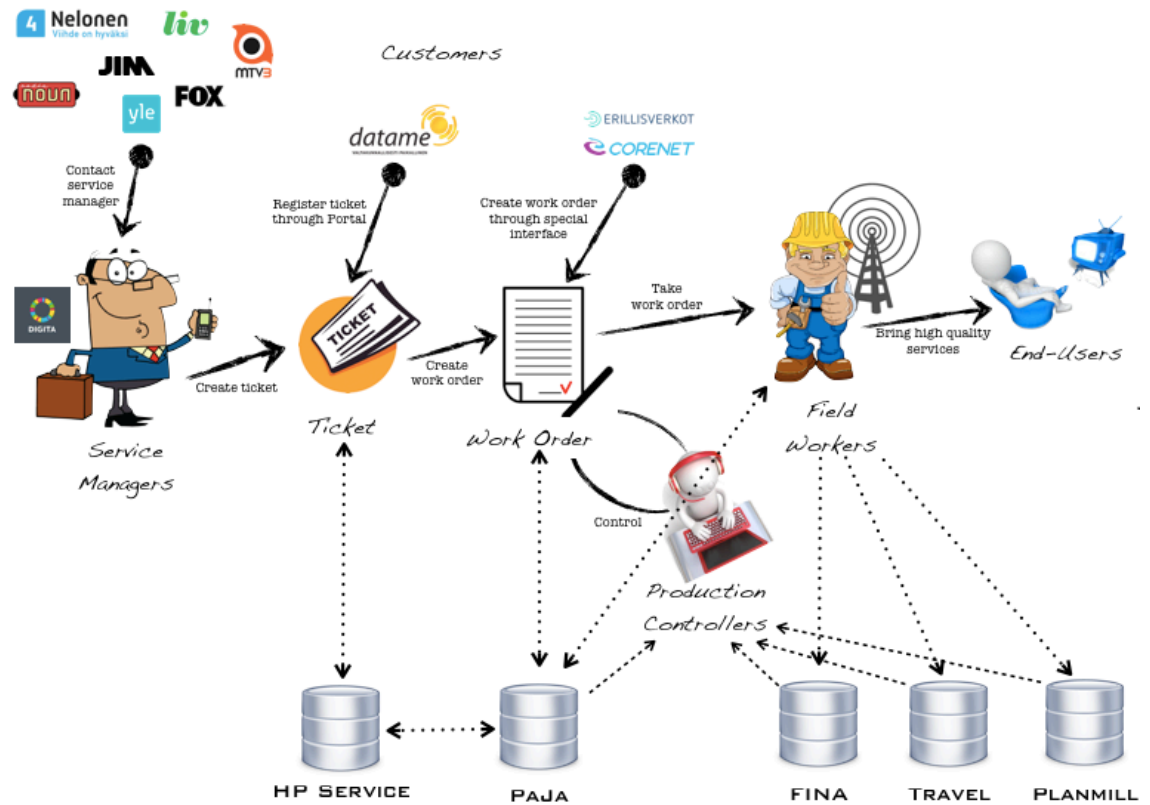 4 Nelonen
Viihde on hyväksi
liv
MTV3
JIM
FOX
yle
Customers
datame
ERILLISVERKOT
CORENET
Contact
service
manager
Register ticket
through Portal
Create work order
through special
interface
DIGITA
TICKET
Take
work order
Bring high quality
services
End-Users
Create ticket
Create
work order
Ticket
Work Order
Field
Workers
Service
Managers
Control
Production
Controllers
HP SERVICE
PAJA
FINA
TRAVEL
PLANMILL